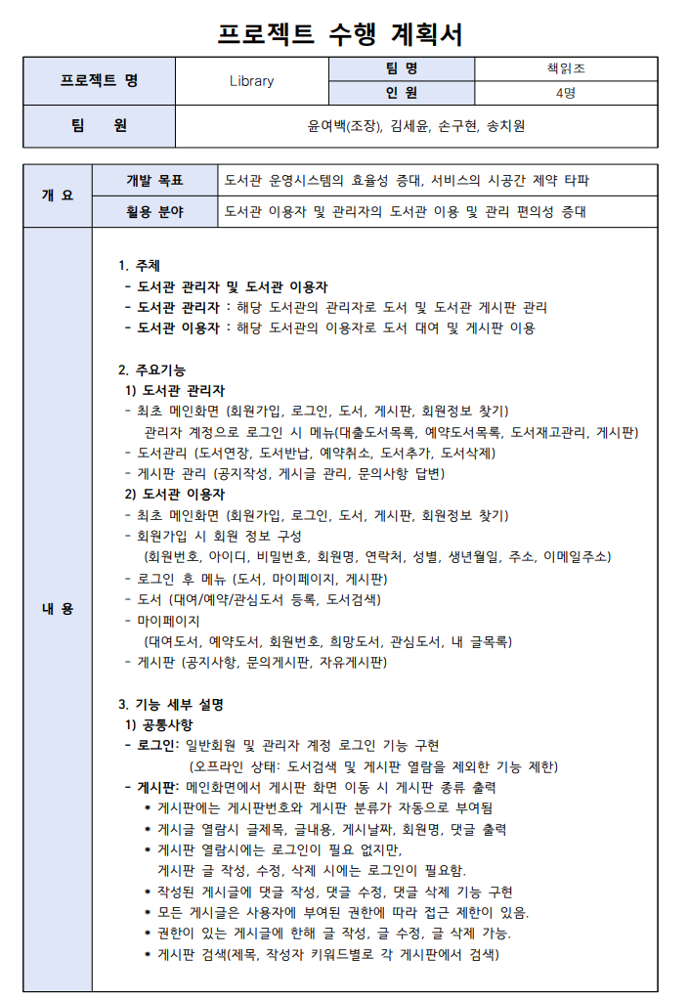 프로젝트 수행 계획서
프로젝트 명
Library
팀 명
책읽조
인 원
4명
팀 원
윤여백(조장), 김세윤, 손구현, 송치원
개 요
개발 목표
도서관 운영시스템의 효율성 증대, 서비스의 시공간 제약 타파
활용 분야
도서관 이용자 및 관리자의 도서관 이용 및 관리 편의성 증대
내 용
1. 주체
- 도서관 관리자 및 도서관 이용자
- 도서관 관리자 : 해당 도서관의 관리자로 도서 및 도서관 게시판 관리
- 도서관 이용자 : 해당 도서관의 이용자로 도서 대여 및 게시판 이용
2. 주요기능
1) 도서관 관리자
- 최초 메인화면 (회원가입, 로그인, 도서, 게시판, 회원정보 찾기)
관리자 계정으로 로그인 시 메뉴(대출도서목록, 예약도서목록, 도서재고관리, 게시판)
- 도서관리 (도서연장, 도서반납, 예약취소, 도서추가, 도서삭제)
- 게시판 관리 (공지작성, 게시글 관리, 문의사항 답변)
2) 도서관 이용자
- 최초 메인화면 (회원가입, 로그인, 도서, 게시판, 회원정보 찾기)
- 회원가입 시 회원 정보 구성
(회원번호, 아이디, 비밀번호, 회원명, 연락처, 성별, 생년월일, 주소, 이메일주소)
- 로그인 후 메뉴 (도서, 마이페이지, 게시판)
- 도서 (대여/예약/관심도서 등록, 도서검색)
- 마이페이지
(대여도서, 예약도서, 회원번호, 희망도서, 관심도서, 내 글목록)
- 게시판 (공지사항, 문의게시판, 자유게시판)
3. 기능 세부 설명
1) 공통사항
- 로그인: 일반회원 및 관리자 계정 로그인 기능 구현
(오프라인 상태: 도서검색 및 게시판 열람을 제외한 기능 제한)
- 게시판: 메인화면에서 게시판 화면 이동 시 게시판 종류 출력
* 게시판에는 게시판번호와 게시판 분류가 자동으로 부여됨
* 게시글 열람시 글제목, 글내용, 게시날짜, 회원명, 댓글 출력
* 게시판 열람시에는 로그인이 필요 없지만,
게시판 글 작성, 수정, 삭제 시에는 로그인이 필요함.
* 작성된 게시글에 댓글 작성, 댓글 수정, 댓글 삭제 기능 구현
* 모든 게시글은 사용자에 부여된 권한에 따라 접근 제한이 있음.
* 권한이 있는 게시글에 한해 글 작성, 글 수정, 글 삭제 가능.
* 게시판 검색(제목, 작성자 키워드별로 각 게시판에서 검색)